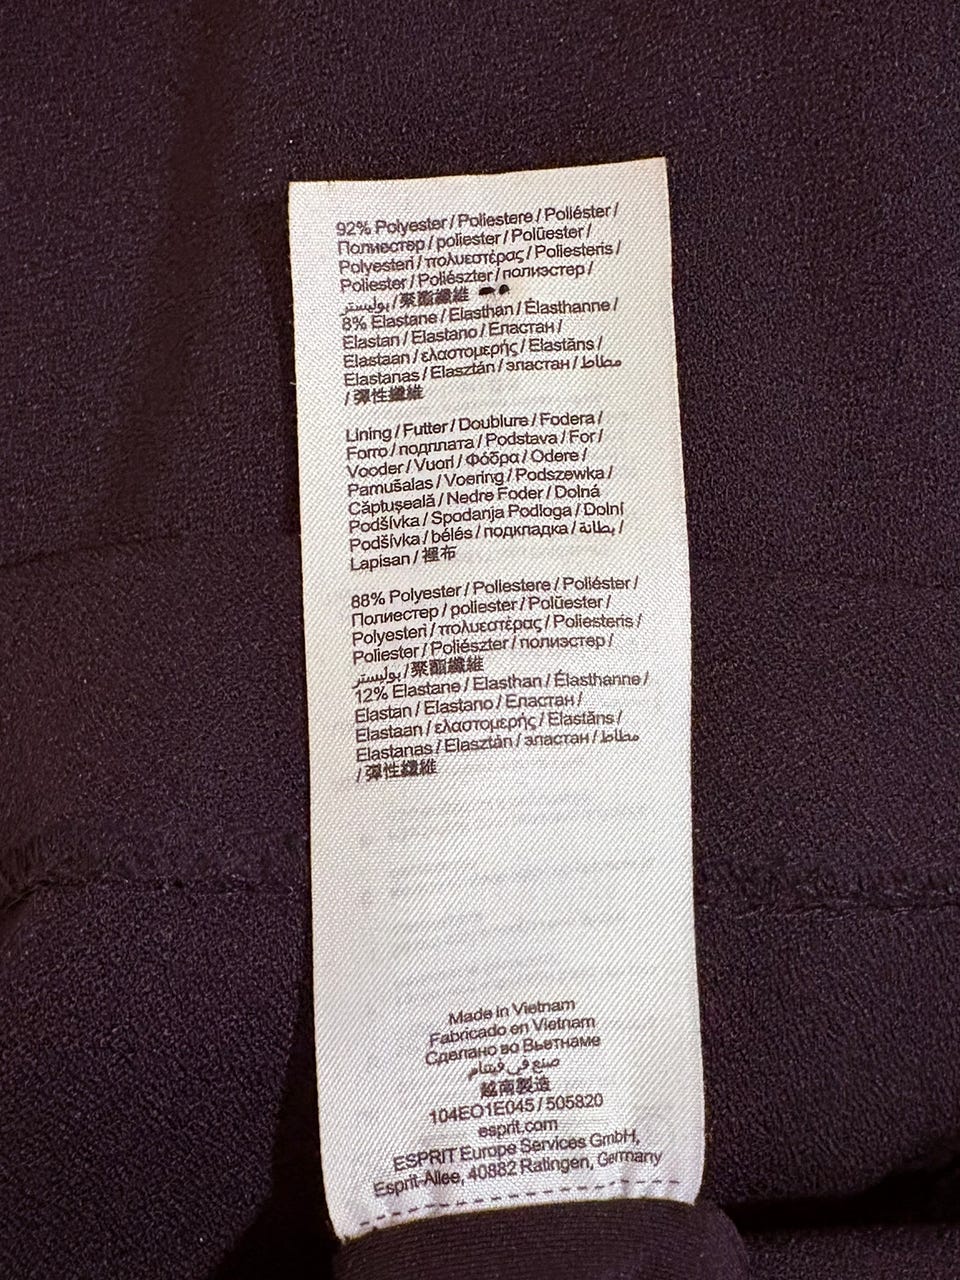 92% Polyester / Poliestere / Poliéster /
Полиестер / poliester / Polüester /
Polyesteri / πολυεστέρας / Poliesteris /
Poliester / Poliészter / полиэстер /
بوليستر / 聚酯纖維
8% Elastane / Elasthan / Élasthanne /
Elastan / Elastano / Еластан /
Elastaan / ελαστομερής / Elastāns /
Elastanas / Elasztán / эластан / مطاط
/ 彈性纖維
Lining / Futter / Doublure / Fodera /
Forro / подплата / Podstava / For /
Vooder / Vuori / Φόδρα / Odere /
Pamušalas / Voering / Podszewka /
Căptușeală / Nedre Foder / Dolná
Podšívka / Spodanja Podloga / Dolní
Podšívka / bélés / подкладка / بطانة /
Lapisan / 裡布
88% Polyester / Poliestere / Poliéster /
Полиестер / poliester / Polüester /
Polyesteri / πολυεστέρας / Poliesteris /
Poliester / Poliészter / полиэстер /
بوليستر / 聚酯纖維
12% Elastane / Elasthan / Élasthanne /
Elastan / Elastano / Еластан /
Elastaan / ελαστομερής / Elastāns /
Elastanas / Elasztán / эластан / مطاط
/ 彈性纖維
Made in Vietnam
Fabricado en Vietnam
Сделано во Вьетнаме
صنع في فيتنام
越南製造
104EO1E045 / 505820
esprit.com
ESPRIT Europe Services GmbH,
Esprit-Allee, 40882 Ratingen, Germany